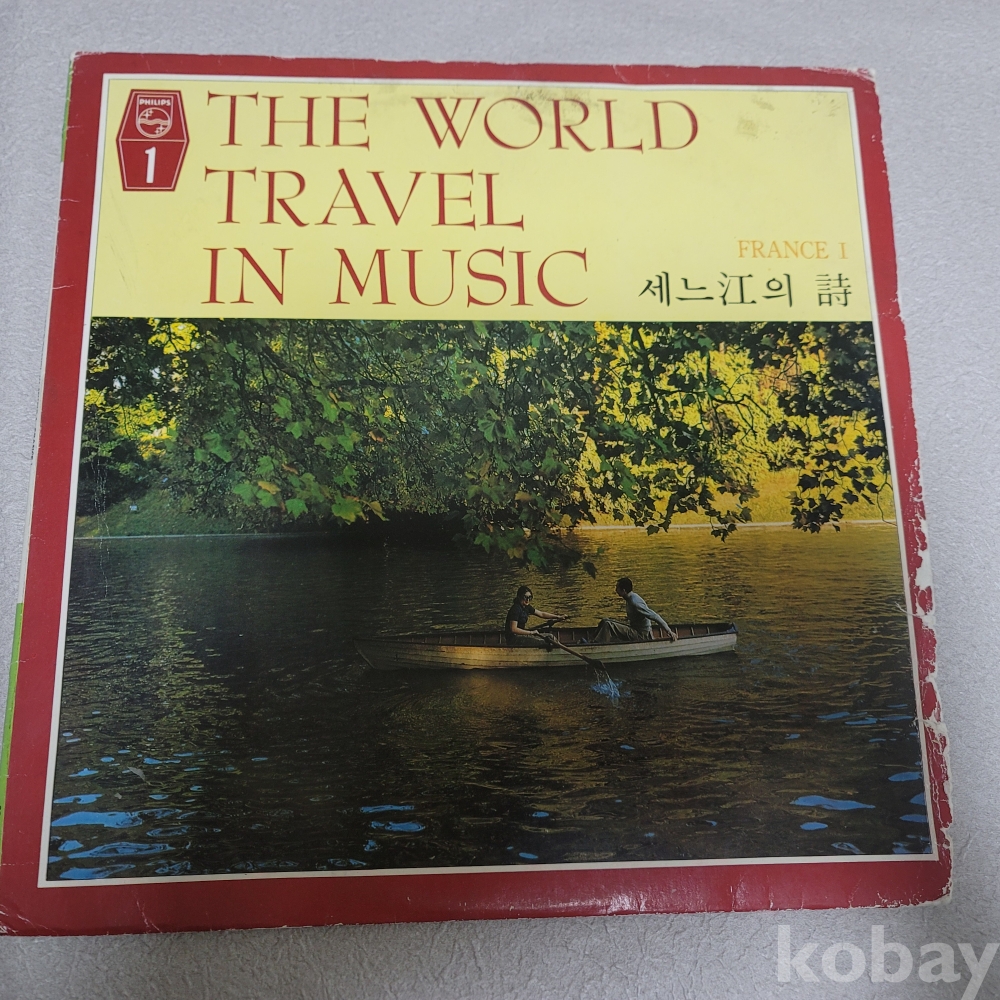 PHILIPS
1
THE WORLD
TRAVEL
IN MUSIC
FRANCE I
세느江의 詩
kobay